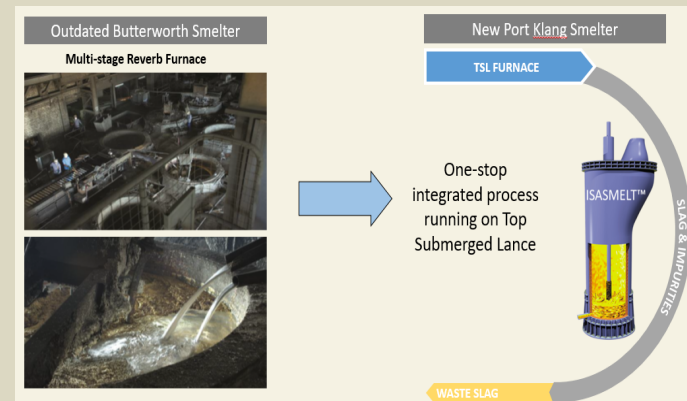 Outdated Butterworth Smelter
Multi-stage Reverb Furnace
One-stop
integrated process
running on Top
Submerged Lance
New Port Klang Smelter
TSL FURNACE
ISASMELT™
SLAG & IMPURITIES
WASTE SLAG